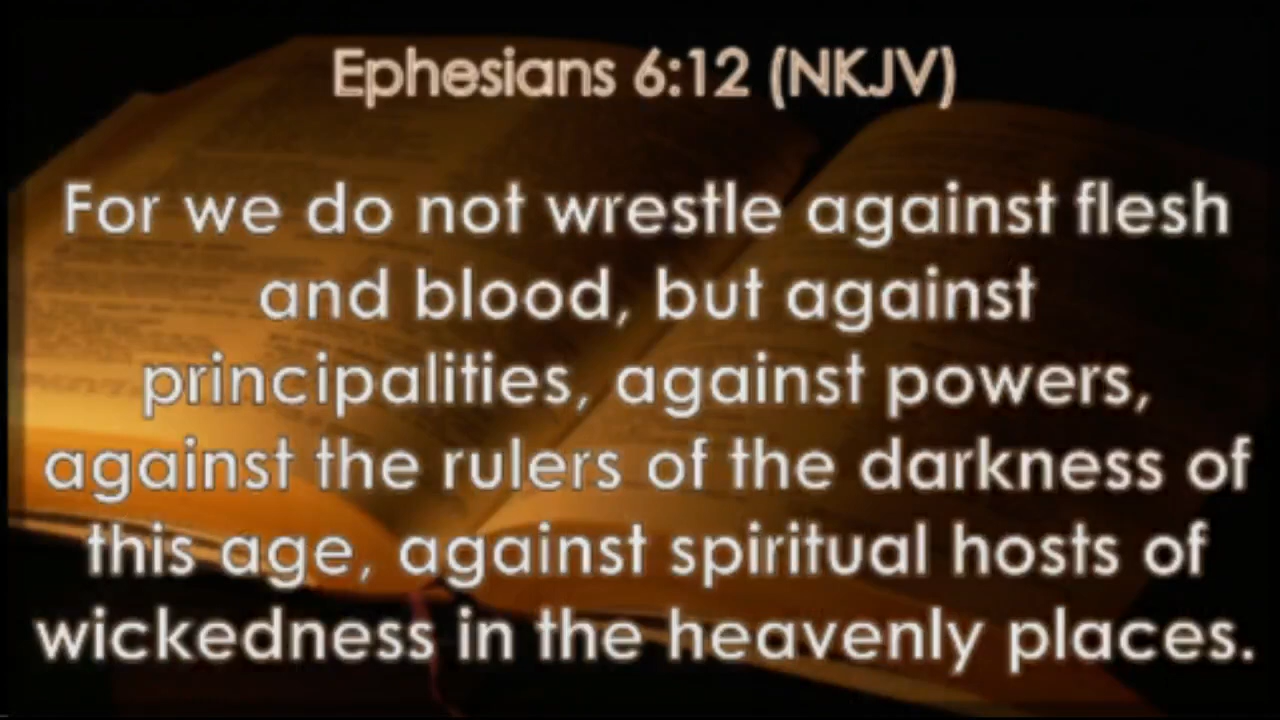 Ephesians 6:12 (NKJV)
For we do not wrestle against flesh
and blood, but against
principalities, against powers,
against the rulers of the darkness of
this age, against spiritual hosts of
wickedness in the heavenly places.